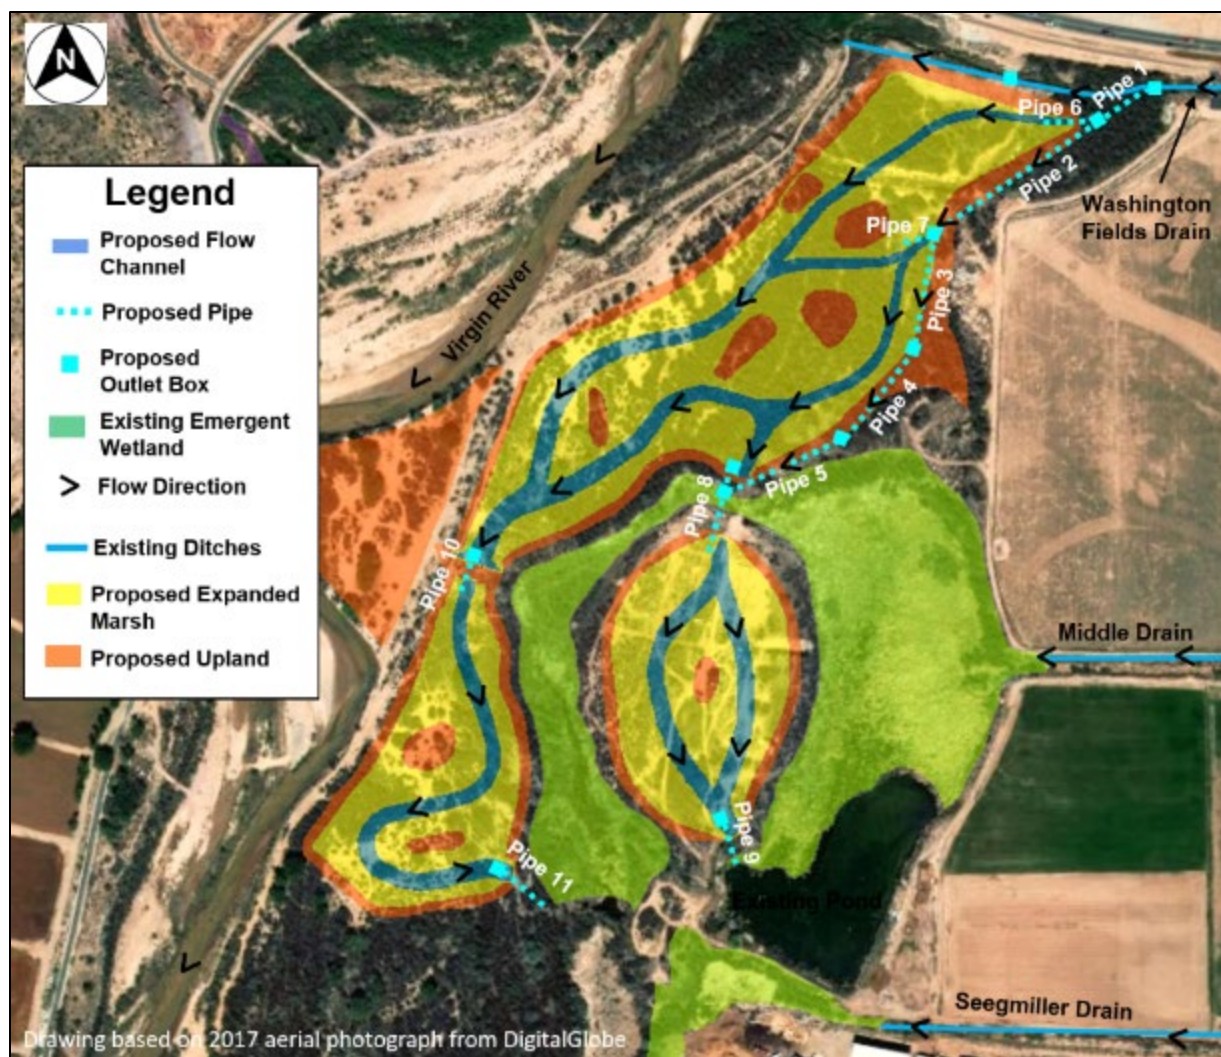 N
Legend
Proposed Flow
Channel
Proposed Pipe
Proposed
Outlet Box
Existing Emergent
Wetland
Flow Direction
Existing Ditches
Proposed Expanded
Marsh
Proposed Upland
Virgin River
Pipe 1
Pipe 6
Pipe 2
Washington
Fields Drain
Pipe 7
Pipe 3
Pipe 4
Pipe 5
Pipe 8
Pipe 10
Middle Drain
Pipe 9
Pipe 11
Existing Pond
Seegmiller Drain
Drawing based on 2017 aerial photograph from DigitalGlobe